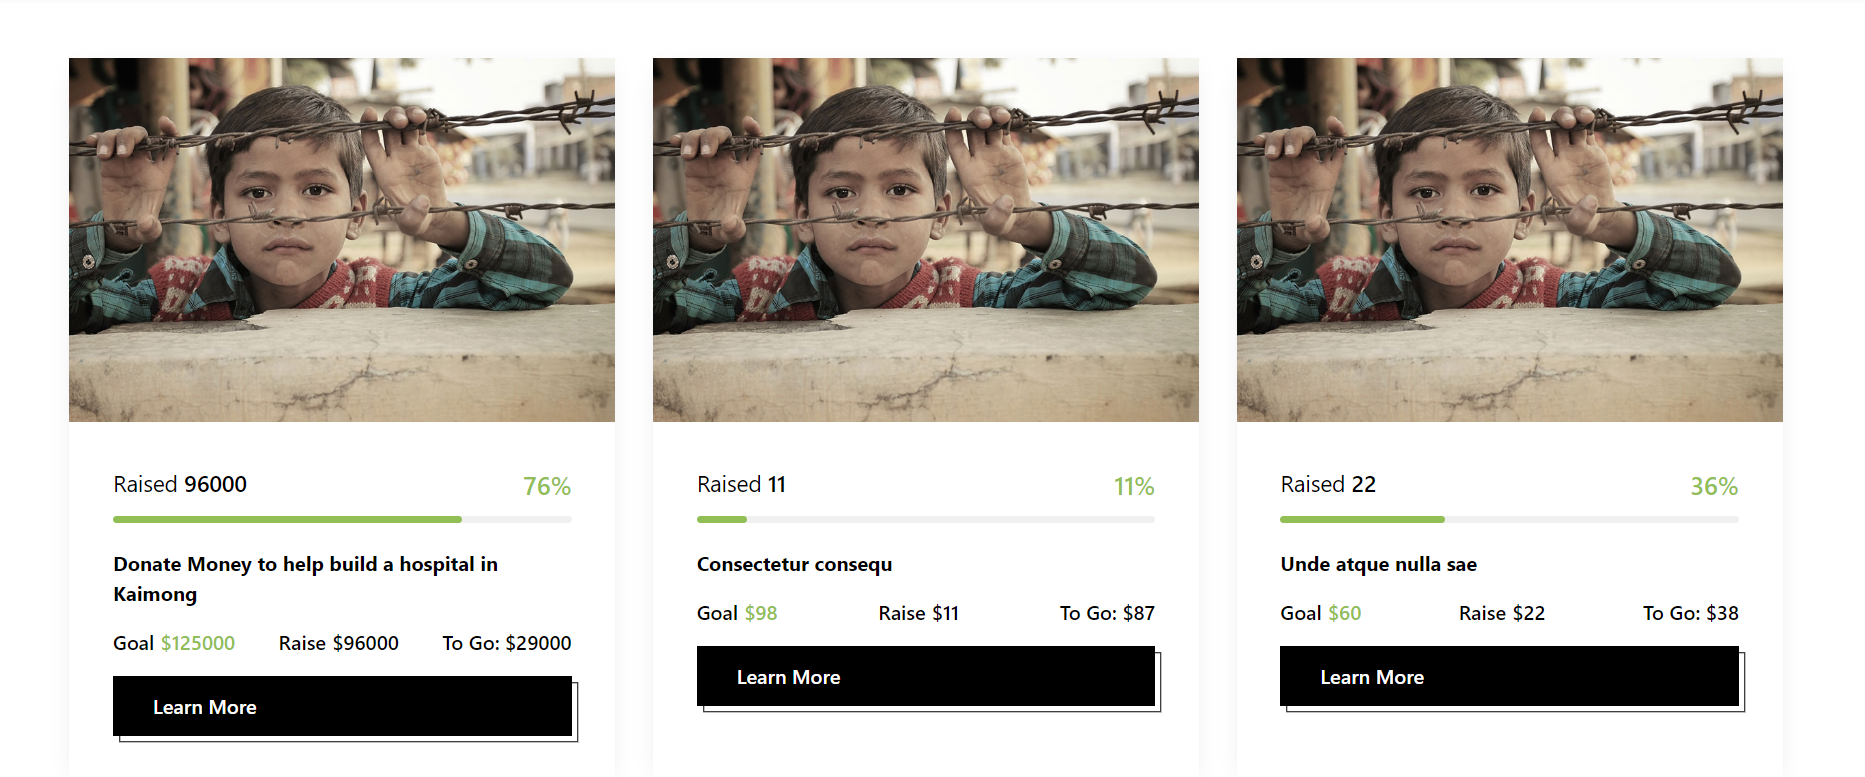 Raised 96000 76%
Donate Money to help build a hospital in
Kaimong
Goal $125000 Raise $96000 To Go: $29000
Learn More
Raised 11 11%
Consectetur consequ
Goal $98 Raise $11 To Go: $87
Learn More
Raised 22 36%
Unde atque nulla sae
Goal $60 Raise $22 To Go: $38
Learn More